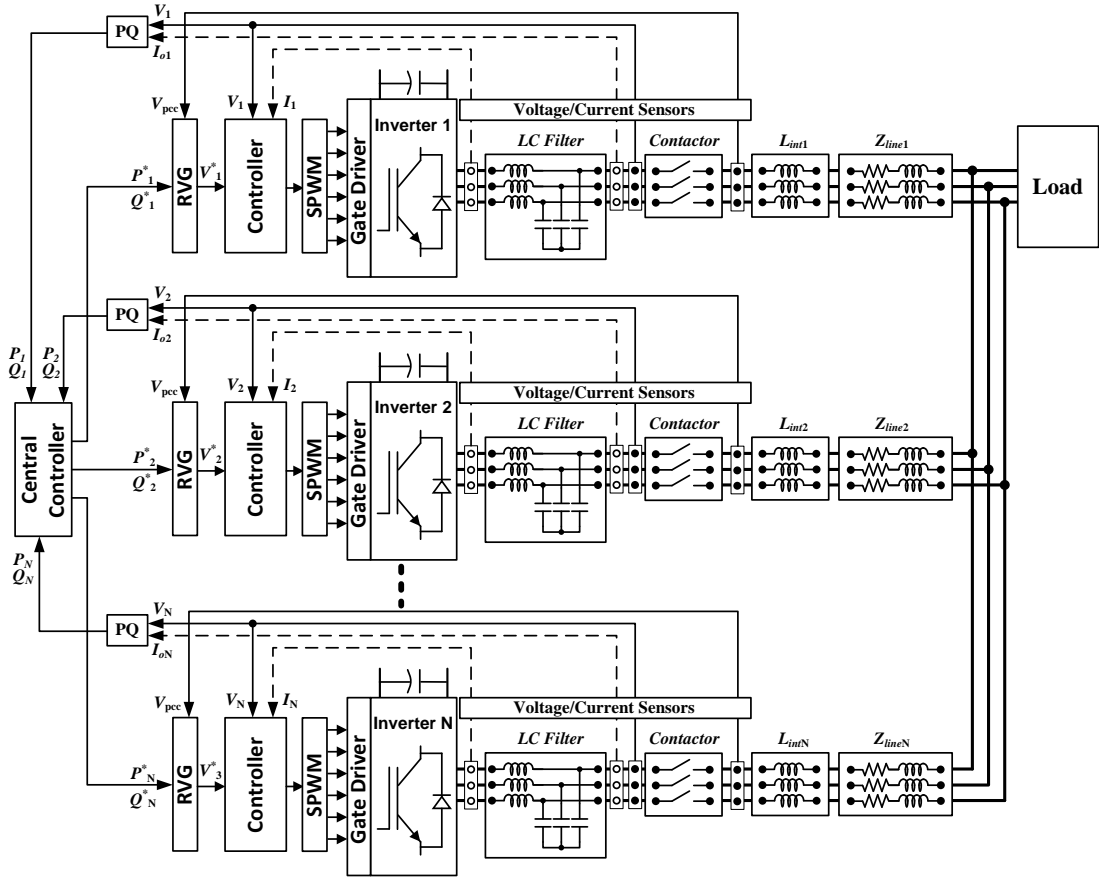 V1
PQ
Io1
Vpcc
V1
I1
Voltage/Current Sensors
Inverter 1
LC Filter
Contactor
Lint1
Zline1
P*1
Q*1
RVG
V*1
Controller
SPWM
Gate Driver
Load
V2
PQ
Io2
P1
Q1
P2
Q2
Vpcc
V2
I2
Voltage/Current Sensors
Inverter 2
LC Filter
Contactor
Lint2
Zline2
Central
Controller
P*2
Q*2
RVG
V*2
Controller
SPWM
Gate Driver
PN
QN
VN
PQ
IoN
Vpcc
VN
IN
Voltage/Current Sensors
Inverter N
LC Filter
Contactor
LintN
ZlineN
P*N
Q*N
RVG
V*3
Controller
SPWM
Gate Driver